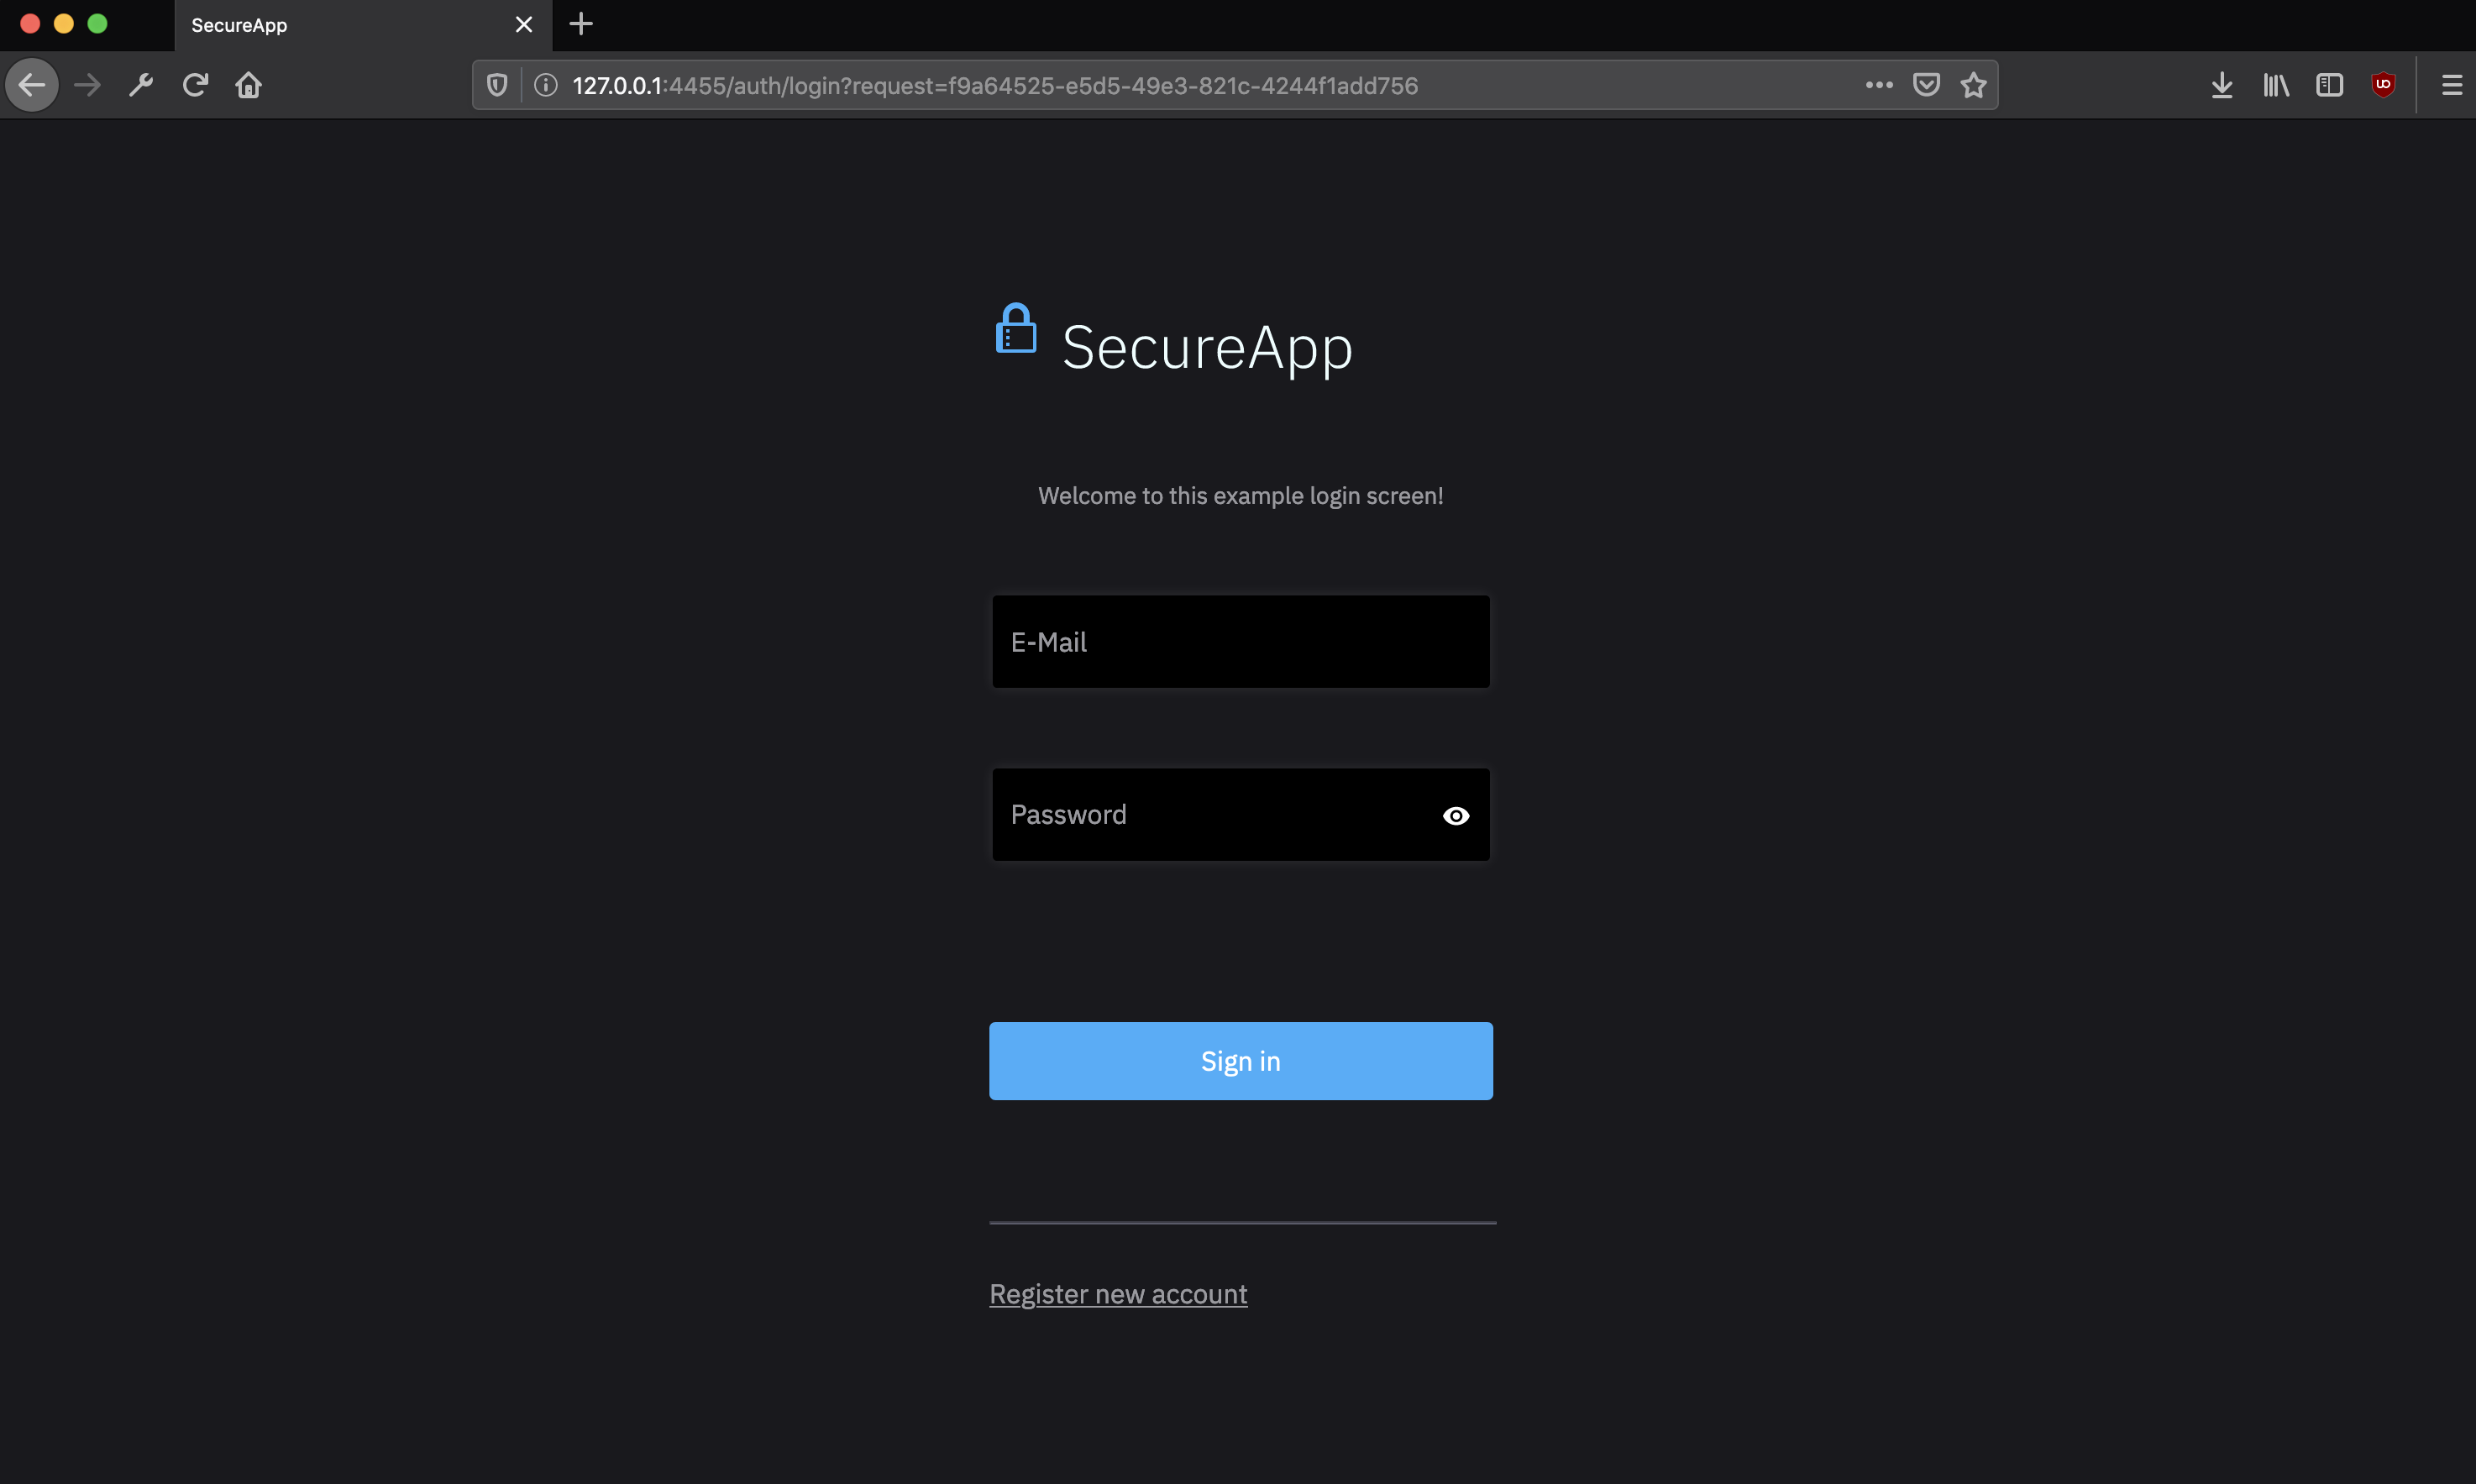 SecureApp
127.0.0.1:4455/auth/login?request=f9a64525-e5d5-49e3-821c-4244f1add756
SecureApp
Welcome to this example login screen!
E-Mail
Password
Sign in
Register new account